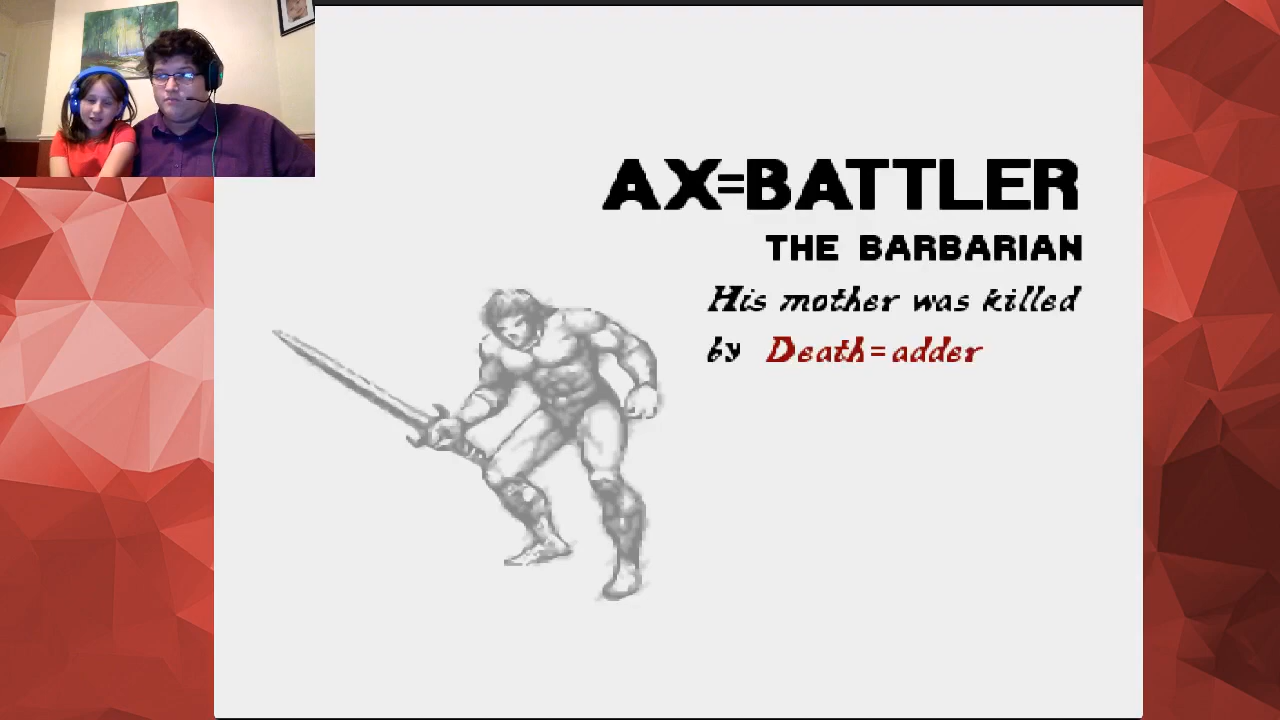 AX=BATTLER
THE BARBARIAN
His mother was killed
by Death=adder